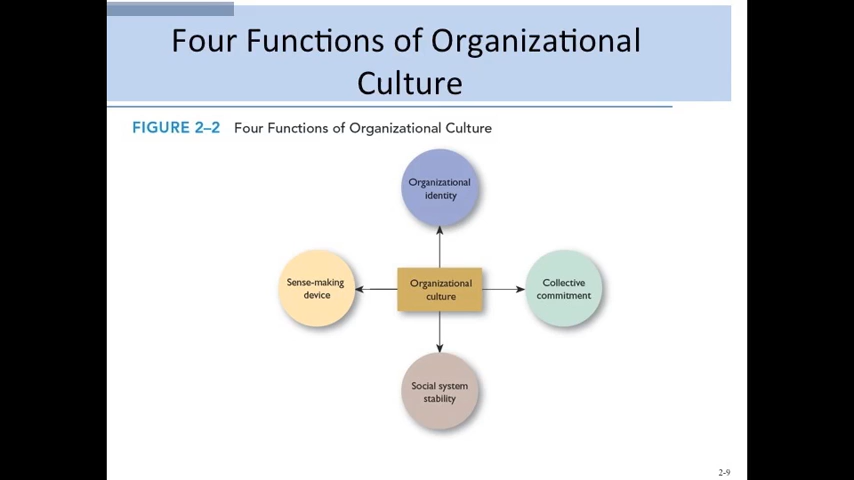 Four Functions of Organizational
Culture
FIGURE 2–2 Four Functions of Organizational Culture
Organizational
identity
Sense-making
device
Organizational
culture
Collective
commitment
Social system
stability
2-9